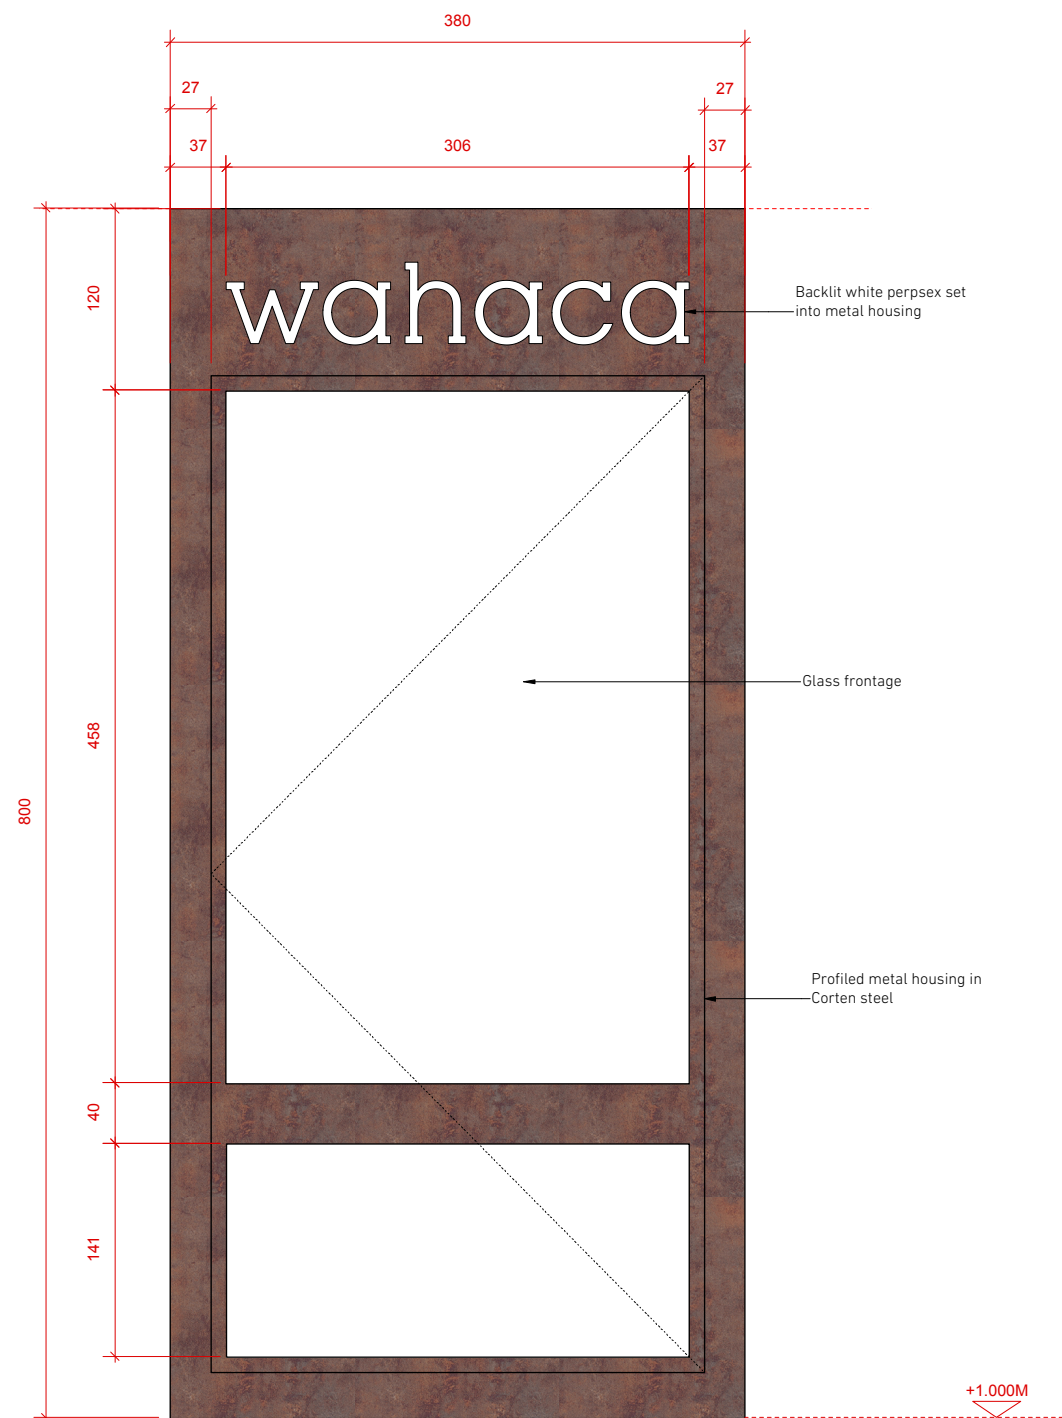 380
27
27
37
306
37
120
wahaca
Backlit white perpsex set
into metal housing
458
Glass frontage
800
Profiled metal housing in
Corten steel
40
141
+1.000M